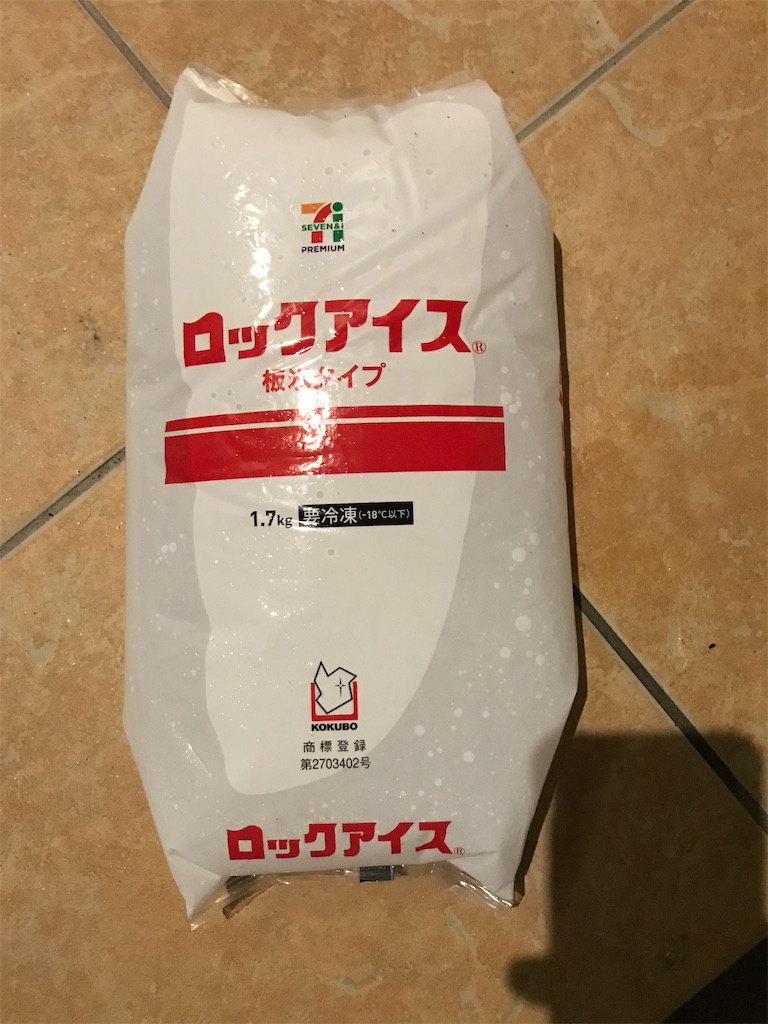 SEVEN&i
PREMIUM
ロックアイス®
板氷タイプ
1.7kg 要冷凍(-18℃以下)
KOKUBO
商標登録
第2703402号
ロックアイス®